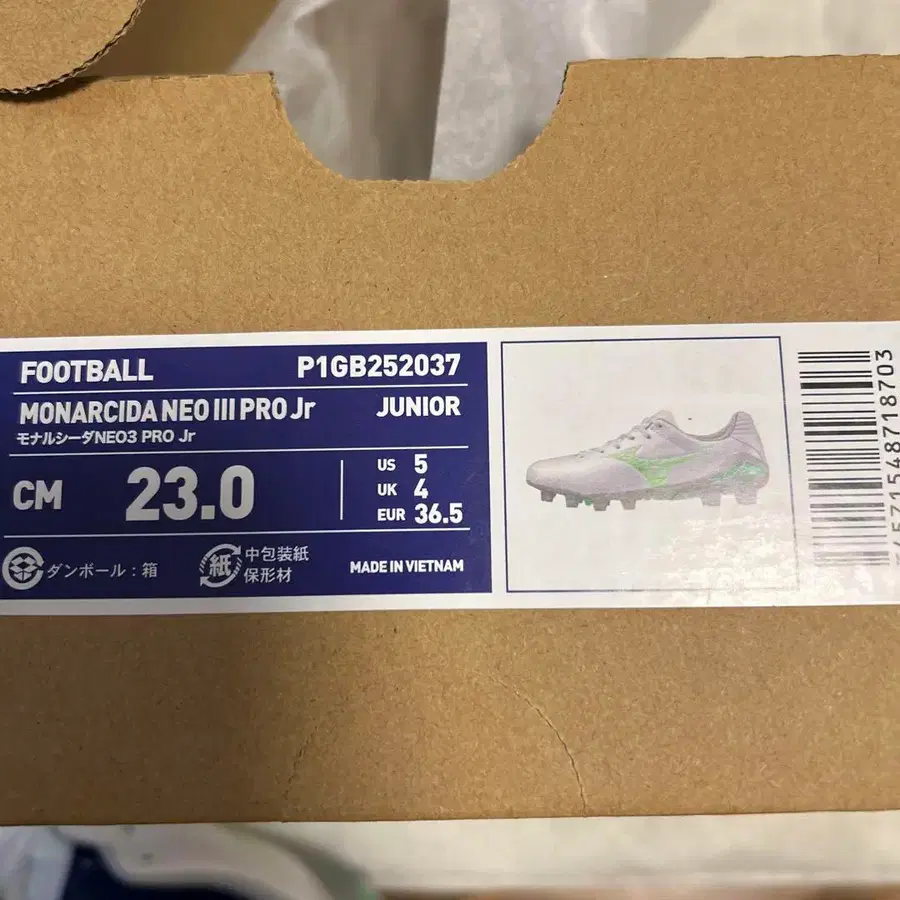 FOOTBALL P1GB252037
MONARCIDA NEO III PRO Jr JUNIOR
モナルシーダNEO3 PRO Jr
CM 23.0
US 5
UK 4
EUR 36.5
ダンボール：箱
紙 中包装紙
保形材
MADE IN VIETNAM